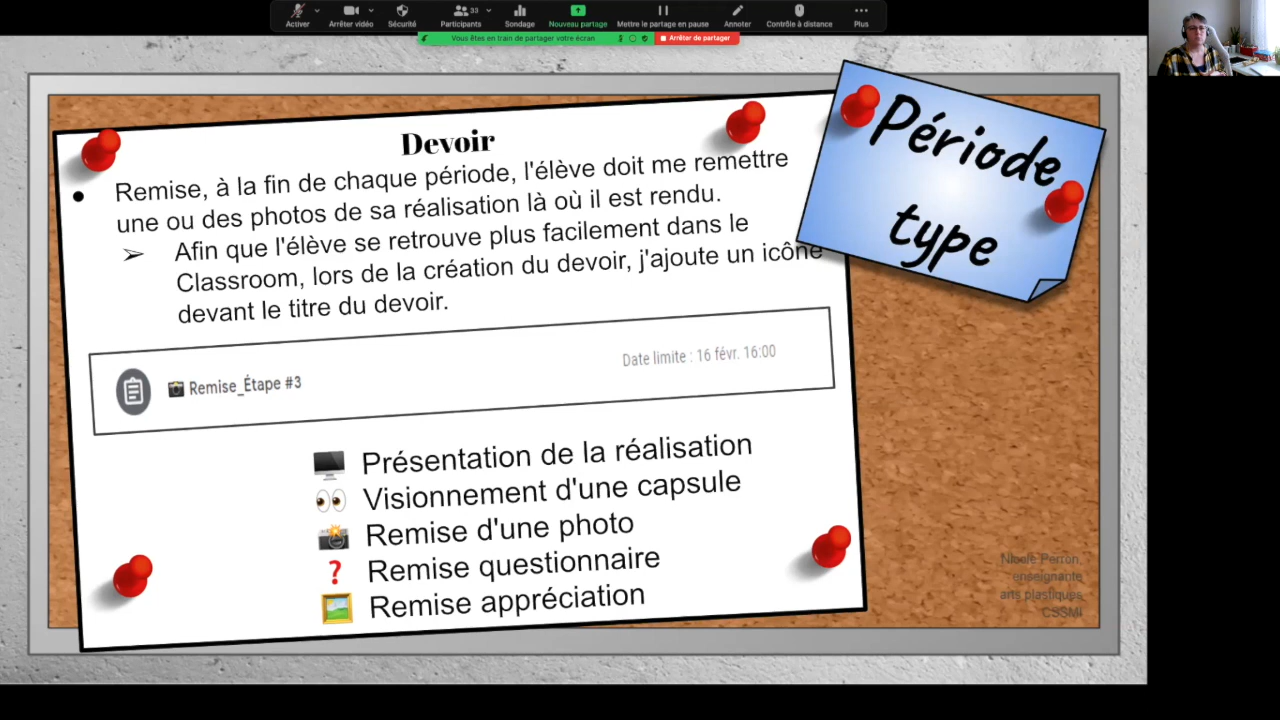 Activer
Arrêter vidéo
Sécurité
Participants
33
Sondage
Nouveau partage
Mettre le partage en pause
Annoter
Contrôle à distance
Plus
Vous êtes en train de partager votre écran
Arrêter de partager
Période
type
Devoir
● Remise, à la fin de chaque période, l'élève doit me remettre
une ou des photos de sa réalisation là où il est rendu.
➢ Afin que l'élève se retrouve plus facilement dans le
Classroom, lors de la création du devoir, j'ajoute un icône
devant le titre du devoir.
📸 Remise_Étape #3
Date limite : 16 févr. 16:00
🖥️ Présentation de la réalisation
👀 Visionnement d'une capsule
📸 Remise d'une photo
❓ Remise questionnaire
🖼️ Remise appréciation
Nicole Perron,
enseignante
arts plastiques
CSSMI